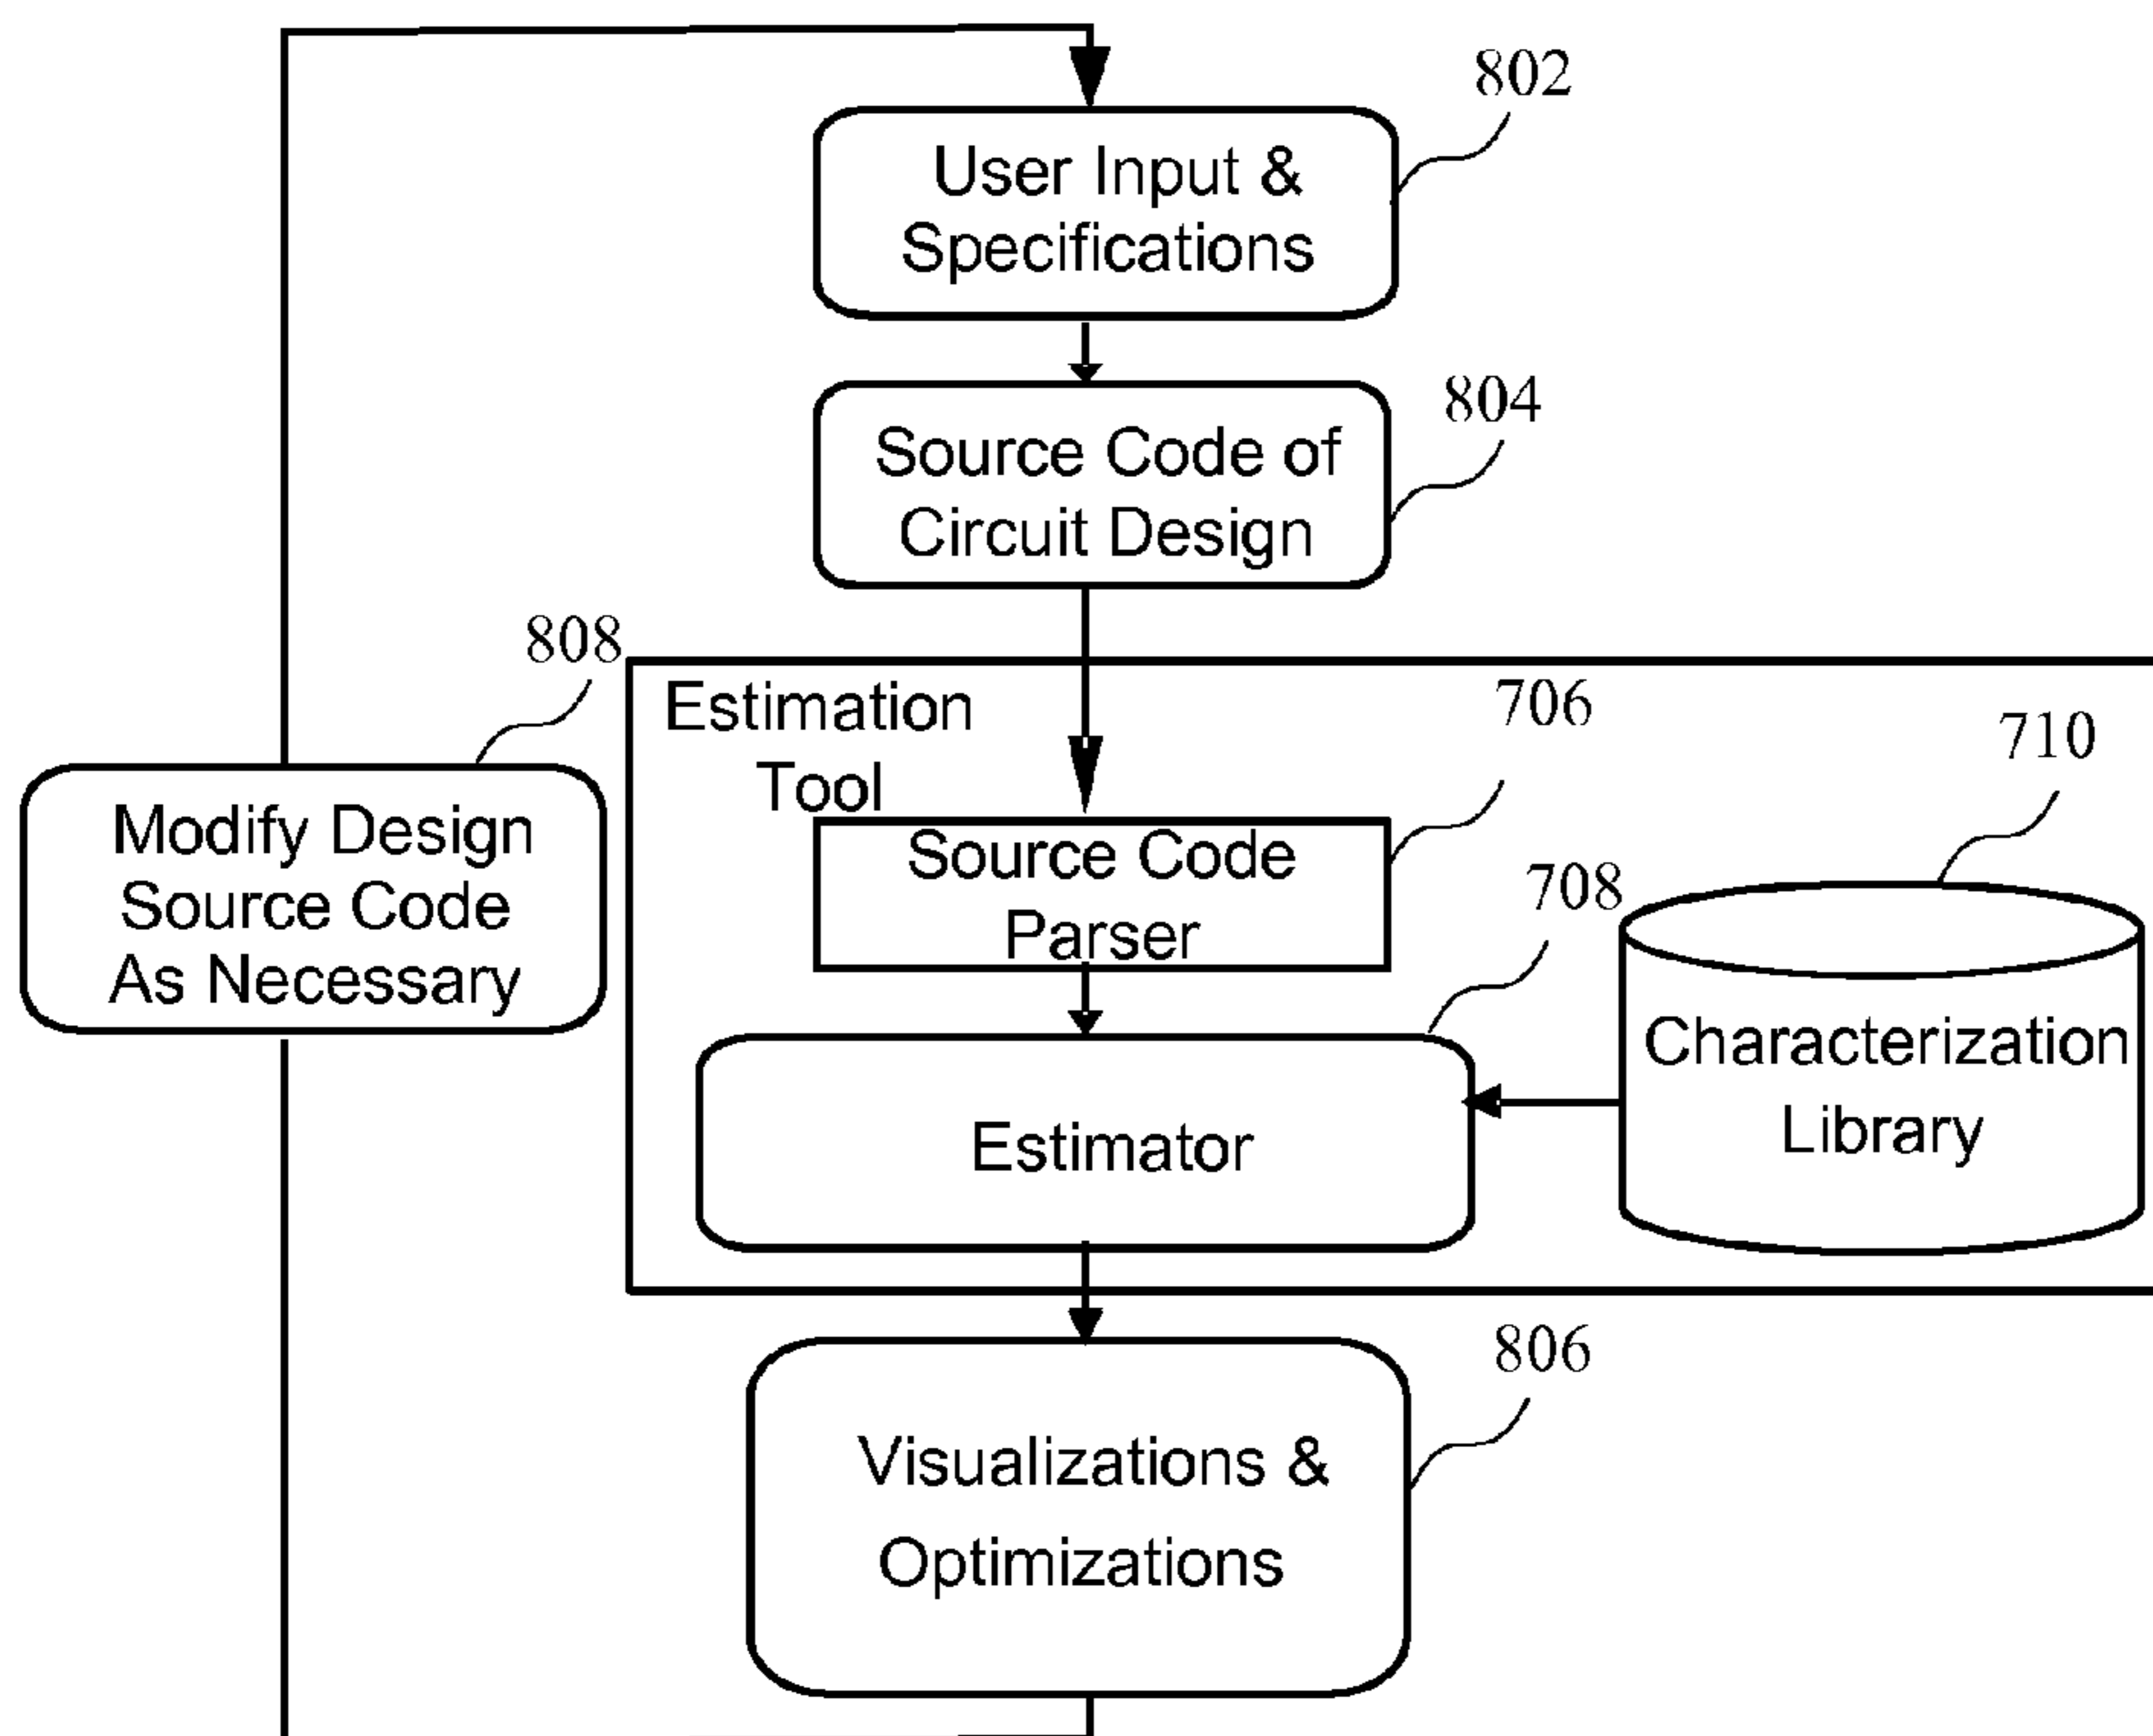 802
User Input &
Specifications
804
Source Code of
Circuit Design
808
Modify Design
Source Code
As Necessary
Estimation
Tool
706
Source Code
Parser
708
Estimator
710
Characterization
Library
806
Visualizations &
Optimizations